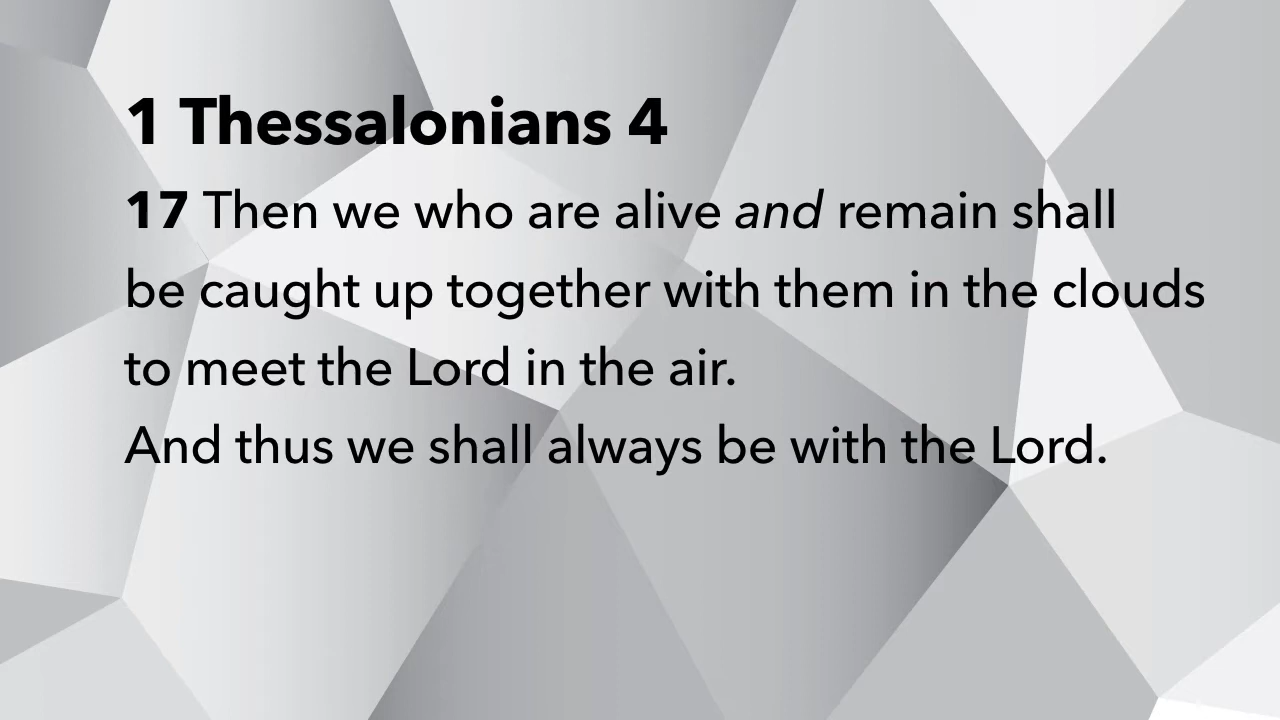 1 Thessalonians 4
17 Then we who are alive and remain shall
be caught up together with them in the clouds
to meet the Lord in the air.
And thus we shall always be with the Lord.